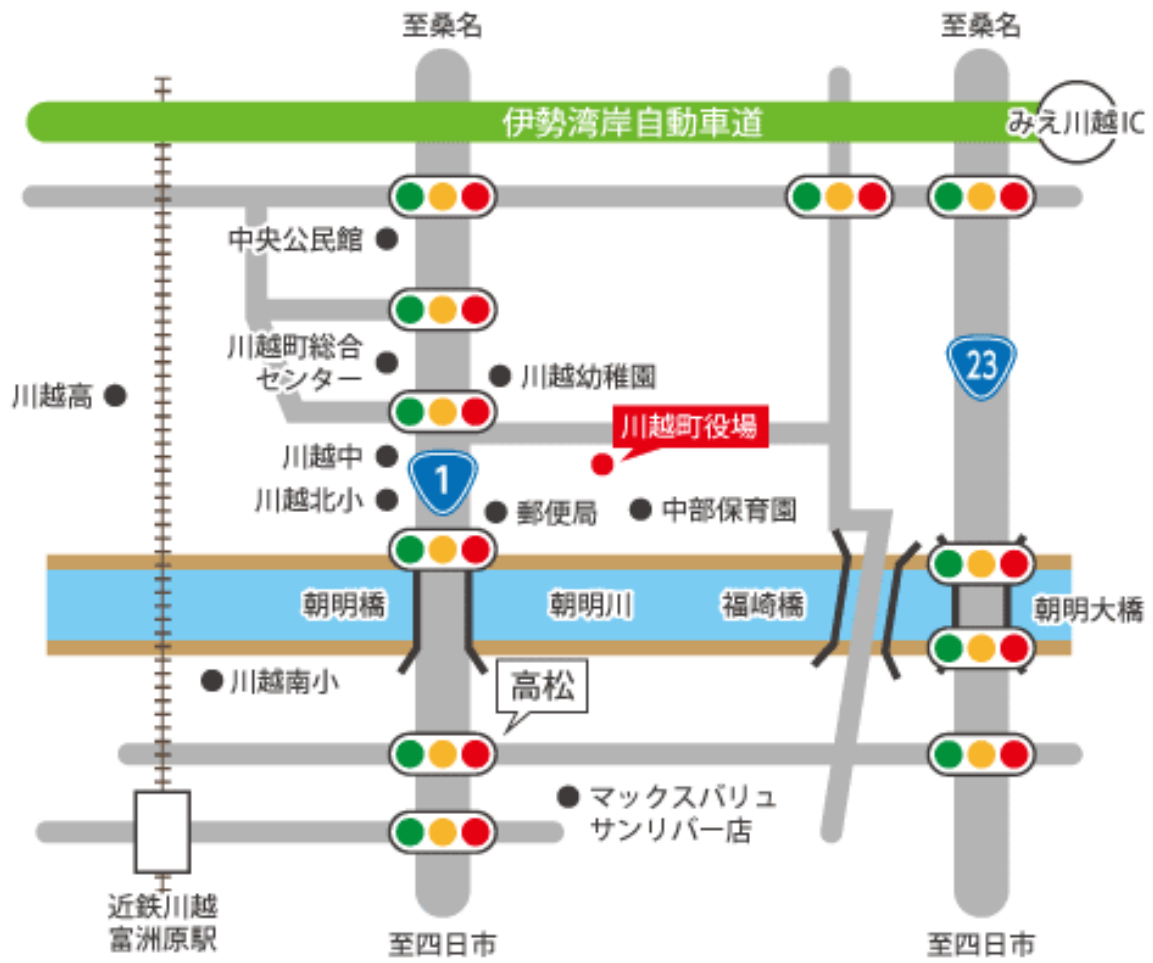 至桑名
至桑名
伊勢湾岸自動車道
みえ川越IC
中央公民館
川越町総合
センター
川越幼稚園
23
川越高
川越町役場
川越中
1
川越北小
郵便局
中部保育園
朝明橋
朝明川
福崎橋
朝明大橋
川越南小
高松
マックスバリュ
サンリバー店
近鉄川越
富洲原駅
至四日市
至四日市